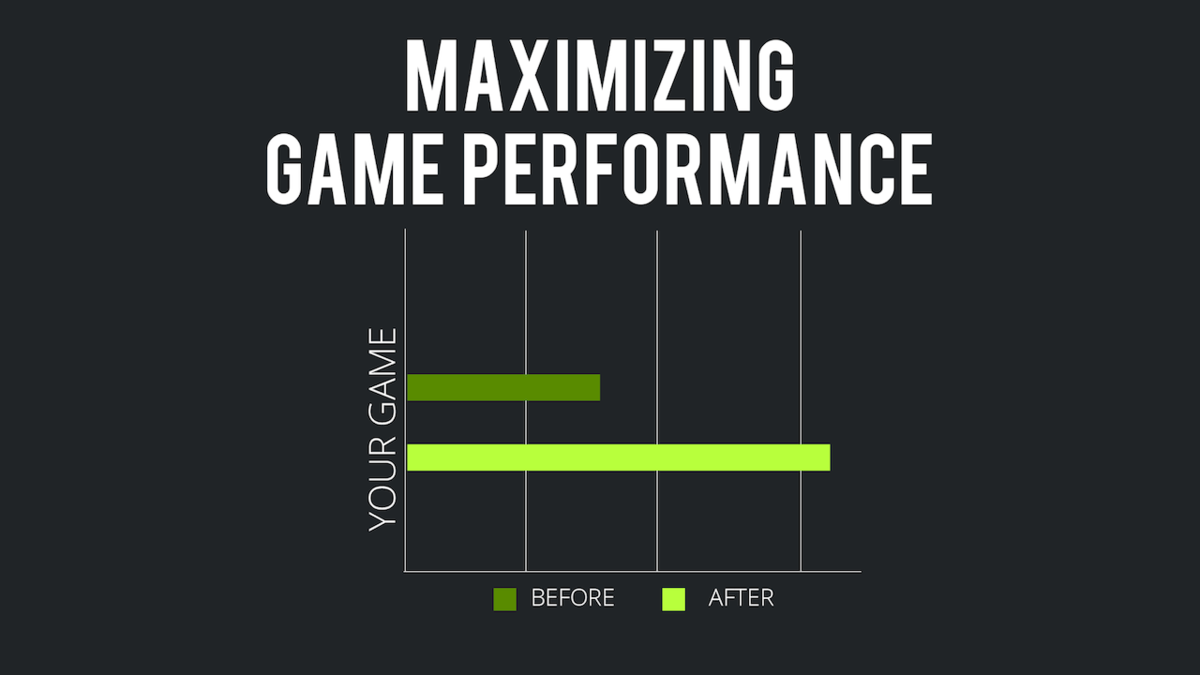 MAXIMIZING
GAME PERFORMANCE
YOUR GAME
BEFORE
AFTER